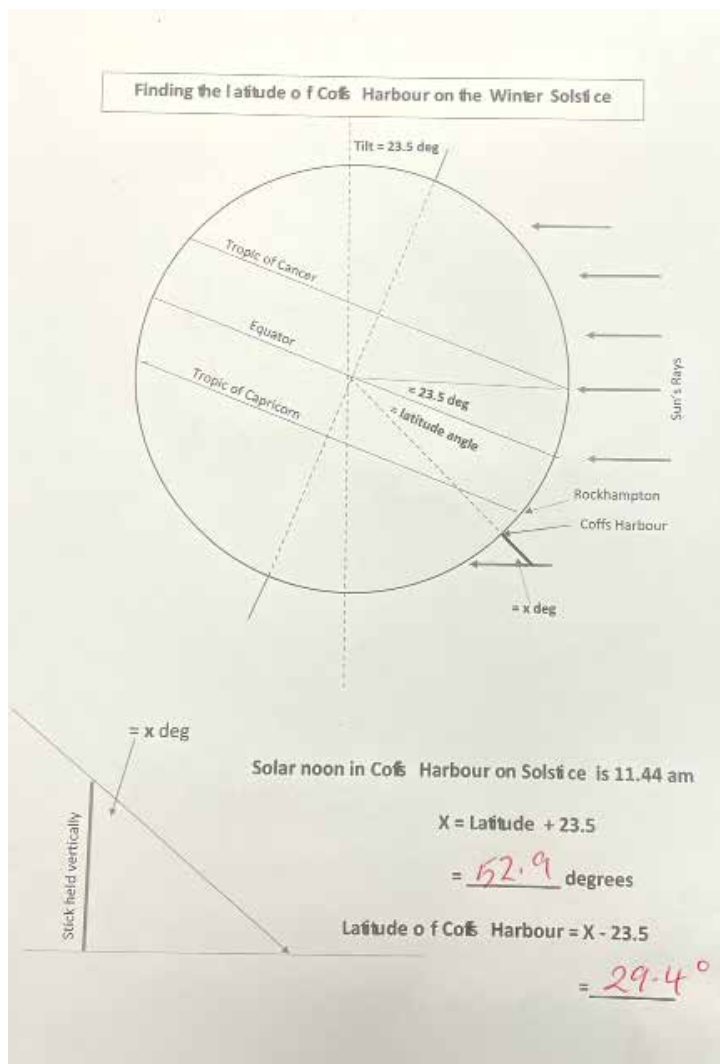 Finding the latitude of Coffs Harbour on the Winter Solstice
Tilt = 23.5 deg
Tropic of Cancer
Equator
Tropic of Capricorn
= 23.5 deg
= latitude angle
Sun's Rays
Rockhampton
Coffs Harbour
= x deg
= x deg
Stick held vertically
Solar noon in Coffs Harbour on Solstice is 11.44 am
X = Latitude + 23.5
= 52.9 degrees
Latitude of Coffs Harbour = X - 23.5
= 29.4°